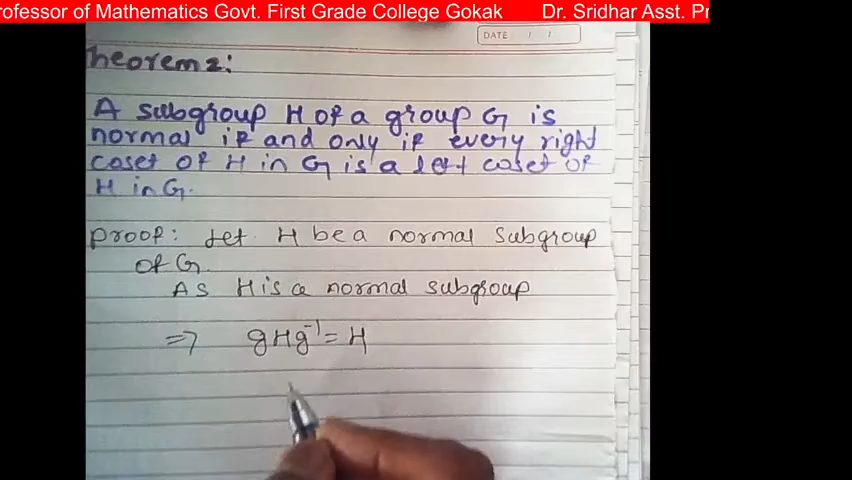 rofessor of Mathematics Govt. First Grade College Gokak Dr. Sridhar Asst. Pr
DATE / /
Theorem 2:
A subgroup H of a group G is
normal if and only if every right
coset of H in G is a left coset of
H in G.
Proof: Let H be a normal subgroup
of G.
As H is a normal subgroup
⇒ gHg⁻¹ = H